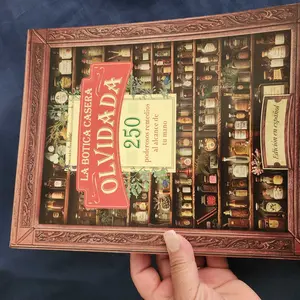 LA BOTICA CASERA
OLVIDADA
250
poderosos remedios
al alcance de
tu mano
Edición en español